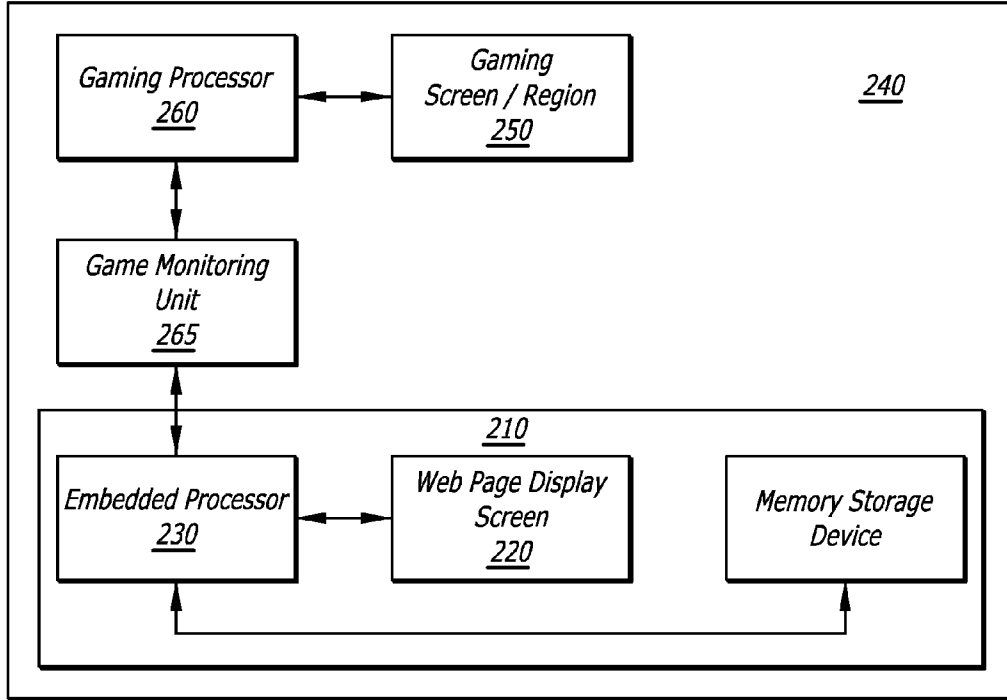 Gaming Processor
260
Gaming
Screen / Region
250
240
Game Monitoring
Unit
265
210
Embedded Processor
230
Web Page Display
Screen
220
Memory Storage
Device